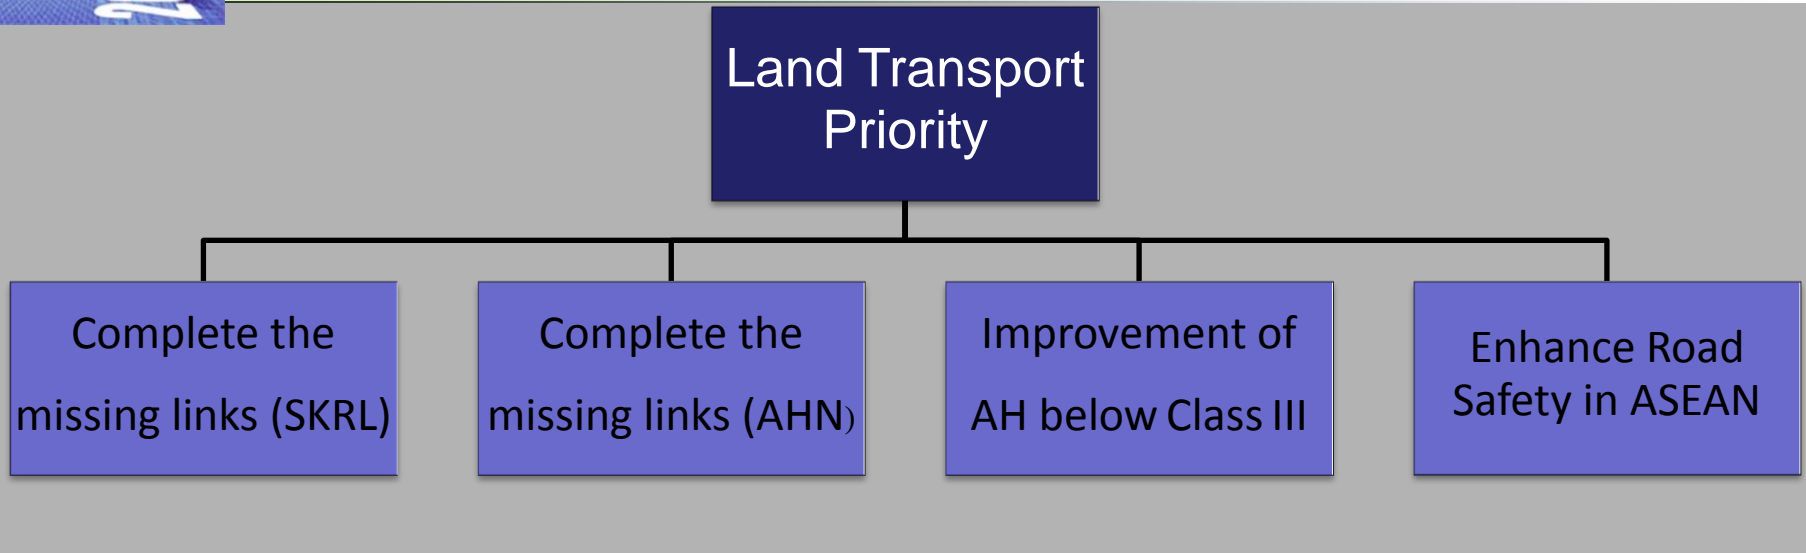 Land Transport
Priority
Complete the
missing links (SKRL)
Complete the
missing links (AHN)
Improvement of
AH below Class III
Enhance Road
Safety in ASEAN